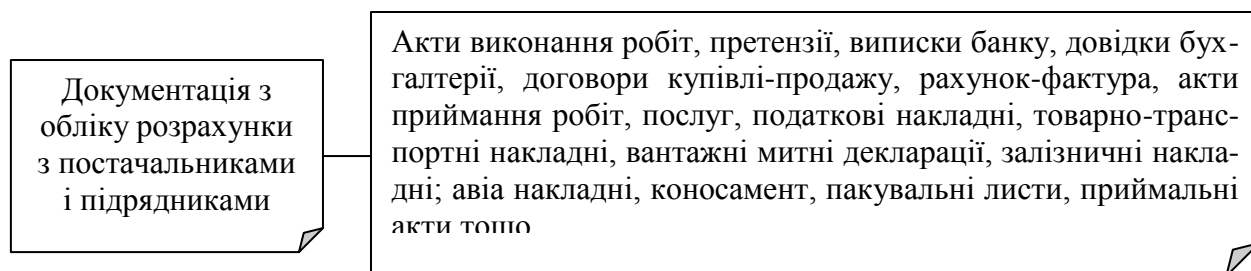 Документація з
обліку розрахунки
з постачальниками
і підрядниками
Акти виконання робіт, претензії, виписки банку, довідки бух-
галтерії, договори купівлі-продажу, рахунок-фактура, акти
приймання робіт, послуг, податкові накладні, товарно-транс-
портні накладні, вантажні митні декларації, залізничні накла-
дні; авіа накладні, коносамент, пакувальні листи, приймальні
акти тощо